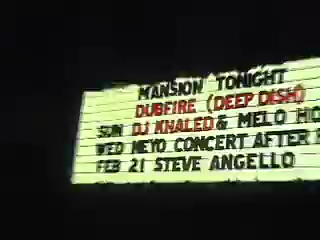 MANSION TONIGHT
DUBFIRE (DEEP DISH)
SUN DJ KHALED & MELO
WED NEYO CONCERT AFTER
FEB 21 STEVE ANGELLO